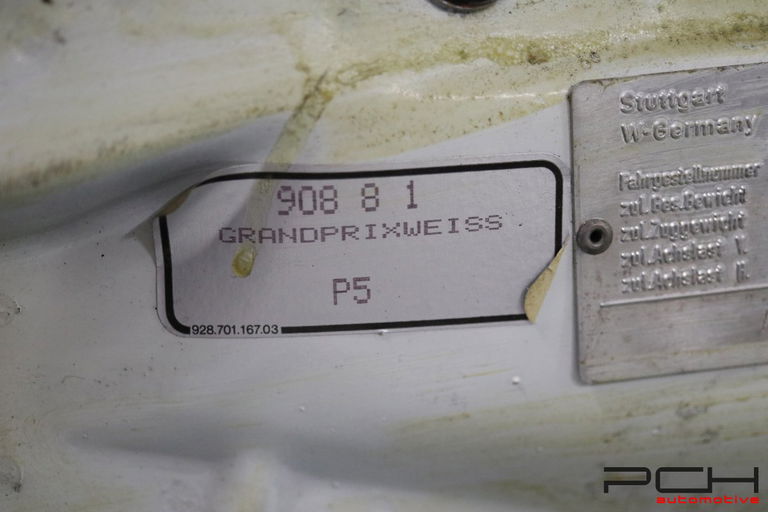 908 8 1
GRANDPRIXWEISS
P5
928.701.167.03
Stuttgart
W-Germany
Fahrgestellnummer
zul.Ges.Gewicht
zul.Zuggewicht
zul.Achslast V.
zul.Achslast H.
PCH
automotive